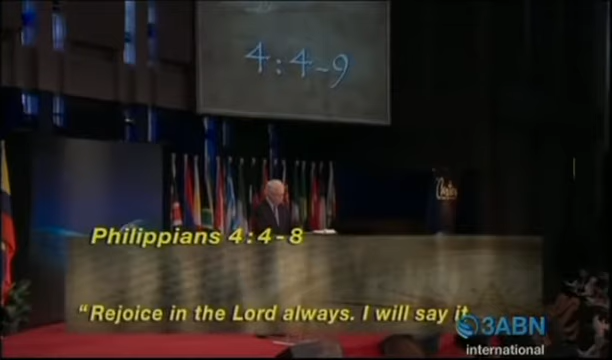 4:4-9
Philippians 4:4-8
"Rejoice in the Lord always. I will say it
3ABN
international